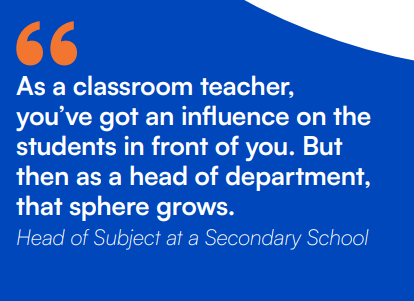 “
As a classroom teacher,
you’ve got an influence on the
students in front of you. But
then as a head of department,
that sphere grows.
Head of Subject at a Secondary School